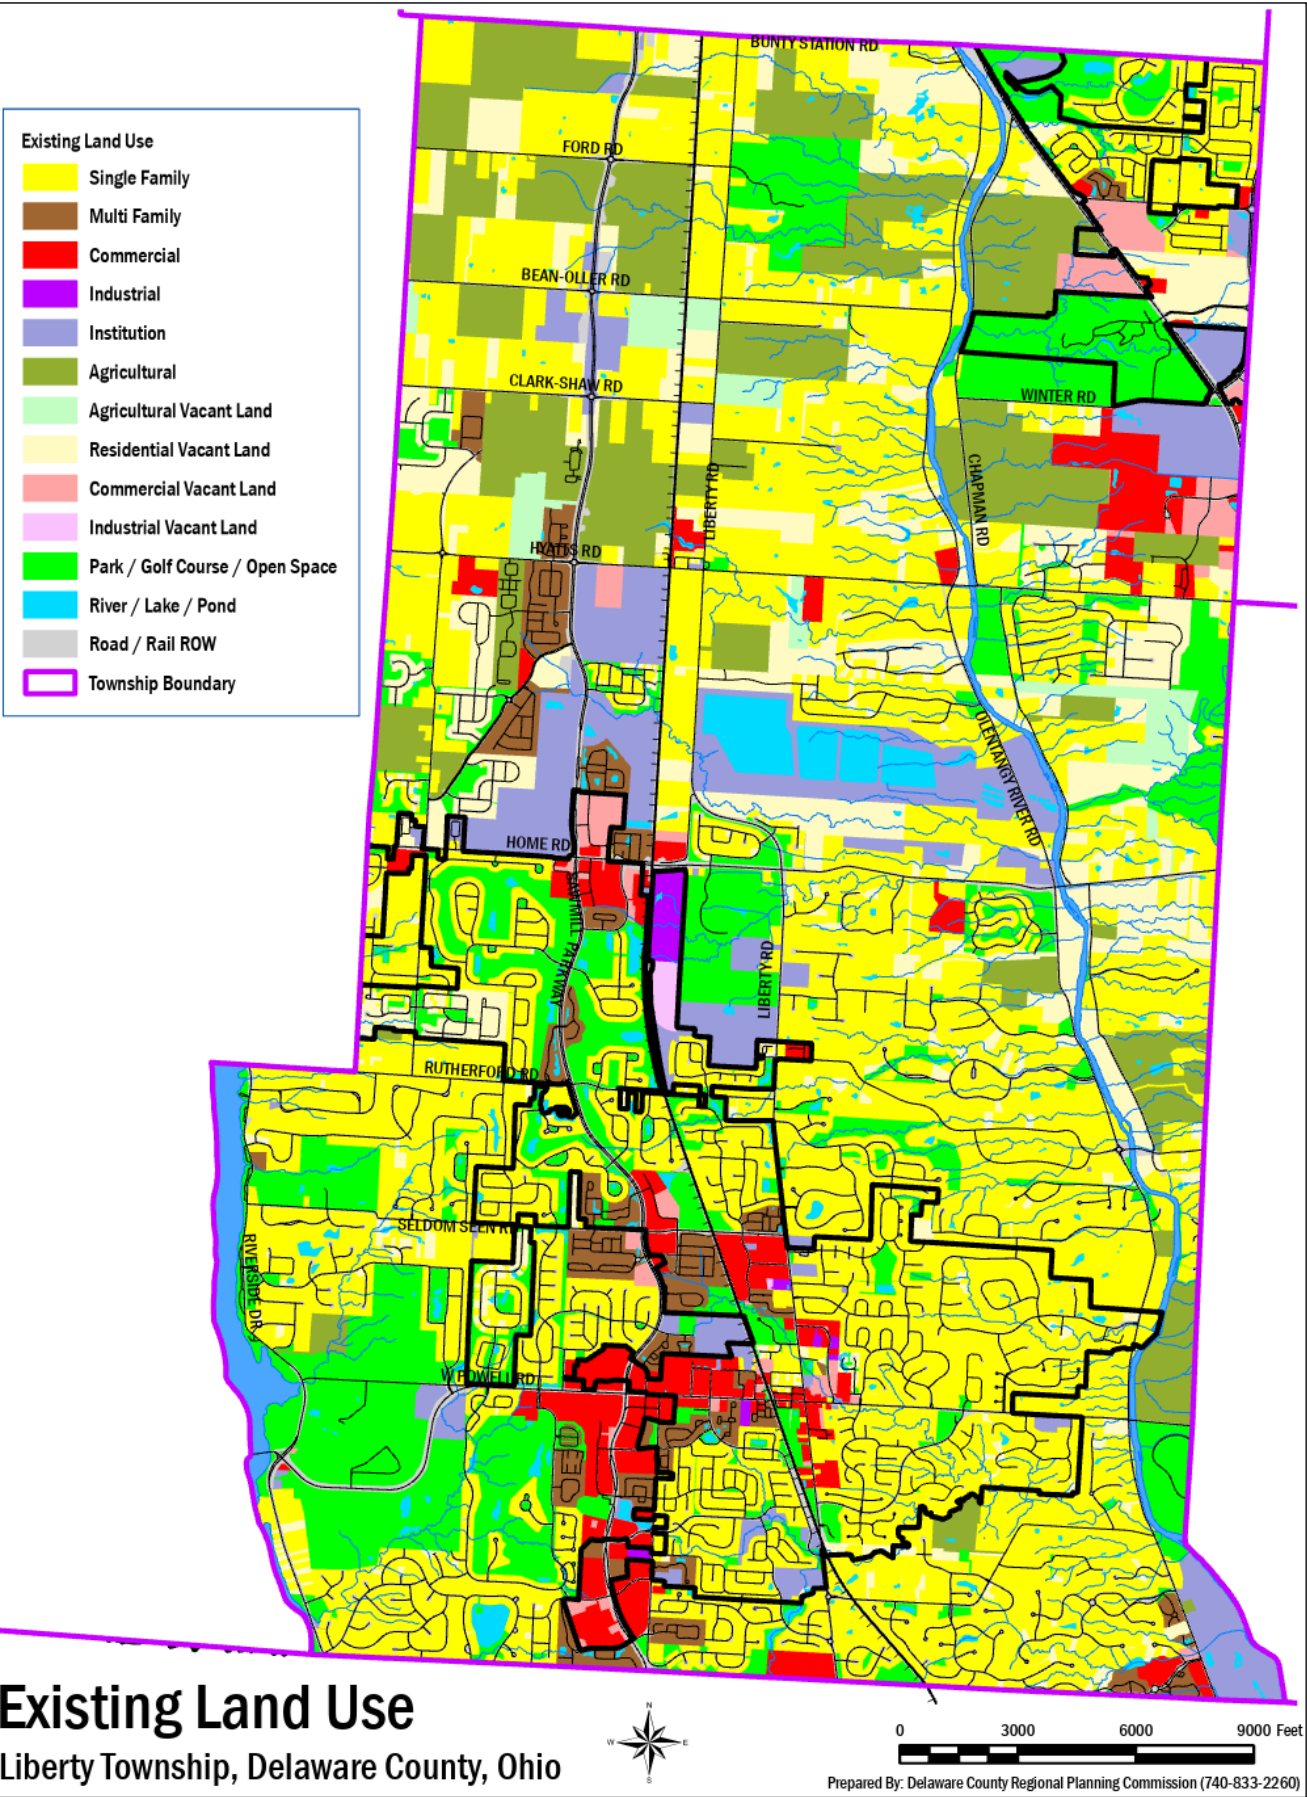 BUNTY STATION RD
Existing Land Use
Single Family
Multi Family
Commercial
Industrial
Institution
Agricultural
Agricultural Vacant Land
Residential Vacant Land
Commercial Vacant Land
Industrial Vacant Land
Park / Golf Course / Open Space
River / Lake / Pond
Road / Rail ROW
Township Boundary
FORD RD
BEAN-OLLER RD
CLARK-SHAW RD
WINTER RD
LIBERTY RD
CHAPMAN RD
HYATTS RD
OLENTANGY RIVER RD
HOME RD
SAWMILL PARKWAY
LIBERTY RD
RUTHERFORD RD
SELDOM SEEN RD
RIVERSIDE DR
W POWELL RD
Existing Land Use
Liberty Township, Delaware County, Ohio
N
W E
S
0 3000 6000 9000 Feet
Prepared By: Delaware County Regional Planning Commission (740-833-2260)